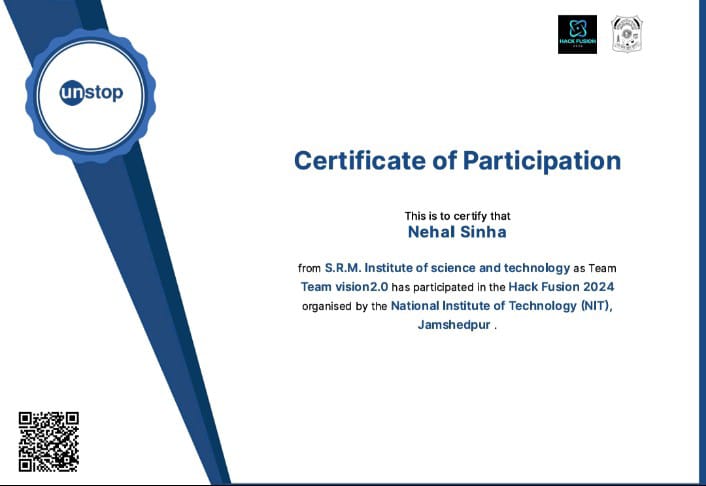 unstop
HACK FUSION
Certificate of Participation
This is to certify that
Nehal Sinha
from S.R.M. Institute of science and technology as Team
Team vision2.0 has participated in the Hack Fusion 2024
organised by the National Institute of Technology (NIT),
Jamshedpur .